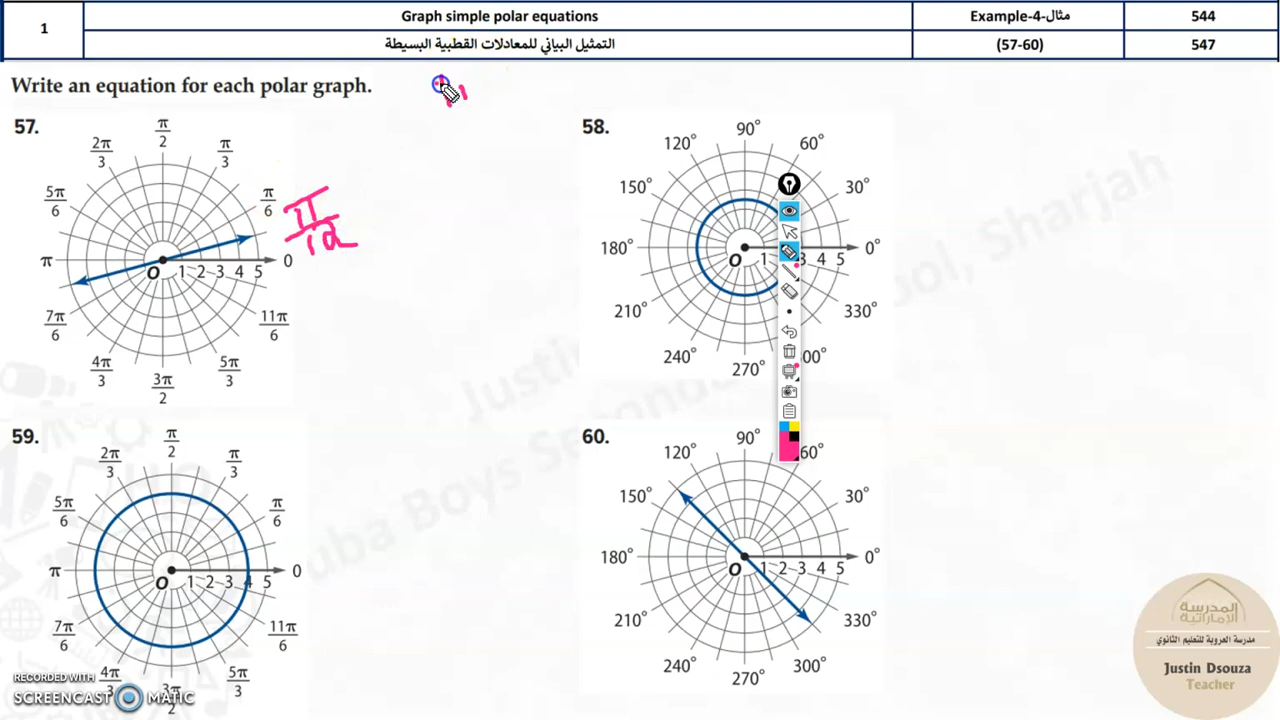 1
Graph simple polar equations
Example-4-مثال
544
التمثيل البياني للمعادلات القطبية البسيطة
(57-60)
547
Write an equation for each polar graph.
57.
π/2
2π/3
π/3
5π/6
π/6
π
O
1 2 3 4 5
0
7π/6
11π/6
4π/3
5π/3
3π/2
π/12
58.
90°
120°
60°
150°
30°
180°
O
1 3 4 5
0°
210°
330°
240°
300°
270°
59.
π/2
2π/3
π/3
5π/6
π/6
π
O
1 2 3 4 5
0
7π/6
11π/6
4π/3
5π/3
3π/2
60.
90°
120°
60°
150°
30°
180°
O
1 2 3 4 5
0°
210°
330°
240°
300°
270°
RECORDED WITH
SCREENCAST MATIC
المدرسة
الإماراتية
مدرسة العروبة للتعليم الثانوي
Justin Dsouza
Teacher